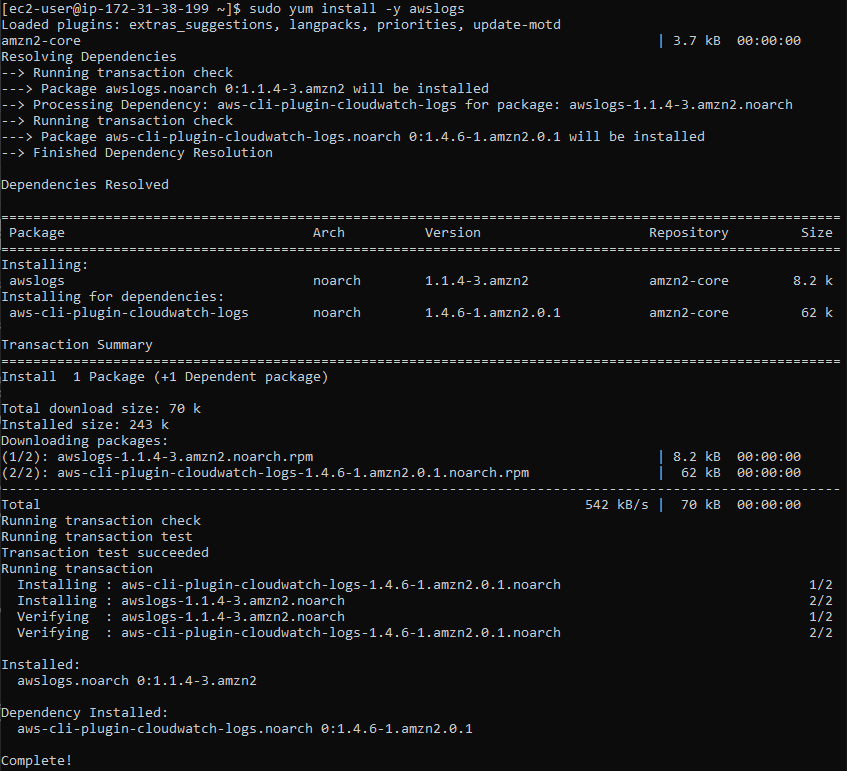 [ec2-user@ip-172-31-38-199 ~]$ sudo yum install -y awslogs
Loaded plugins: extras_suggestions, langpacks, priorities, update-motd
amzn2-core | 3.7 kB 00:00:00
Resolving Dependencies
--> Running transaction check
---> Package awslogs.noarch 0:1.1.4-3.amzn2 will be installed
--> Processing Dependency: aws-cli-plugin-cloudwatch-logs for package: awslogs-1.1.4-3.amzn2.noarch
--> Running transaction check
---> Package aws-cli-plugin-cloudwatch-logs.noarch 0:1.4.6-1.amzn2.0.1 will be installed
--> Finished Dependency Resolution
Dependencies Resolved
=========================================================================================================
Package Arch Version Repository Size
=========================================================================================================
Installing:
awslogs noarch 1.1.4-3.amzn2 amzn2-core 8.2 k
Installing for dependencies:
aws-cli-plugin-cloudwatch-logs noarch 1.4.6-1.amzn2.0.1 amzn2-core 62 k
Transaction Summary
=========================================================================================================
Install 1 Package (+1 Dependent package)
Total download size: 70 k
Installed size: 243 k
Downloading packages:
(1/2): awslogs-1.1.4-3.amzn2.noarch.rpm | 8.2 kB 00:00:00
(2/2): aws-cli-plugin-cloudwatch-logs-1.4.6-1.amzn2.0.1.noarch.rpm | 62 kB 00:00:00
---------------------------------------------------------------------------------------------------------
Total 542 kB/s | 70 kB 00:00:00
Running transaction check
Running transaction test
Transaction test succeeded
Running transaction
Installing : aws-cli-plugin-cloudwatch-logs-1.4.6-1.amzn2.0.1.noarch 1/2
Installing : awslogs-1.1.4-3.amzn2.noarch 2/2
Verifying : awslogs-1.1.4-3.amzn2.noarch 1/2
Verifying : aws-cli-plugin-cloudwatch-logs-1.4.6-1.amzn2.0.1.noarch 2/2
Installed:
awslogs.noarch 0:1.1.4-3.amzn2
Dependency Installed:
aws-cli-plugin-cloudwatch-logs.noarch 0:1.4.6-1.amzn2.0.1
Complete!